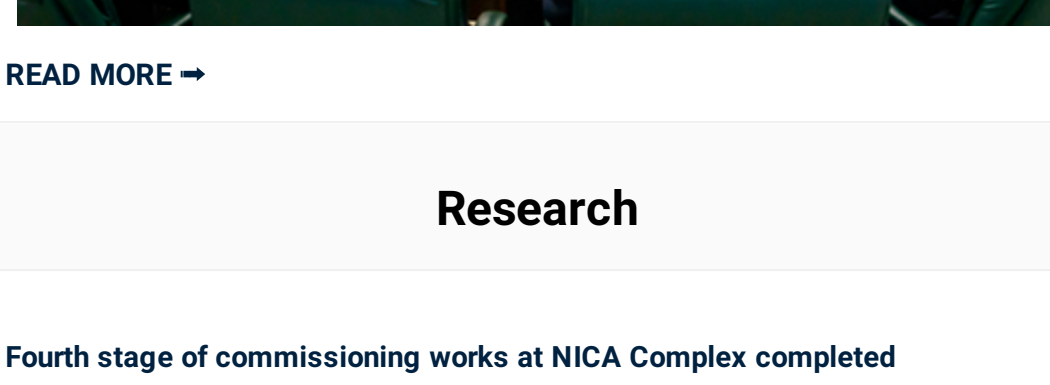 READ MORE ➡
Research
Fourth stage of commissioning works at NICA Complex completed